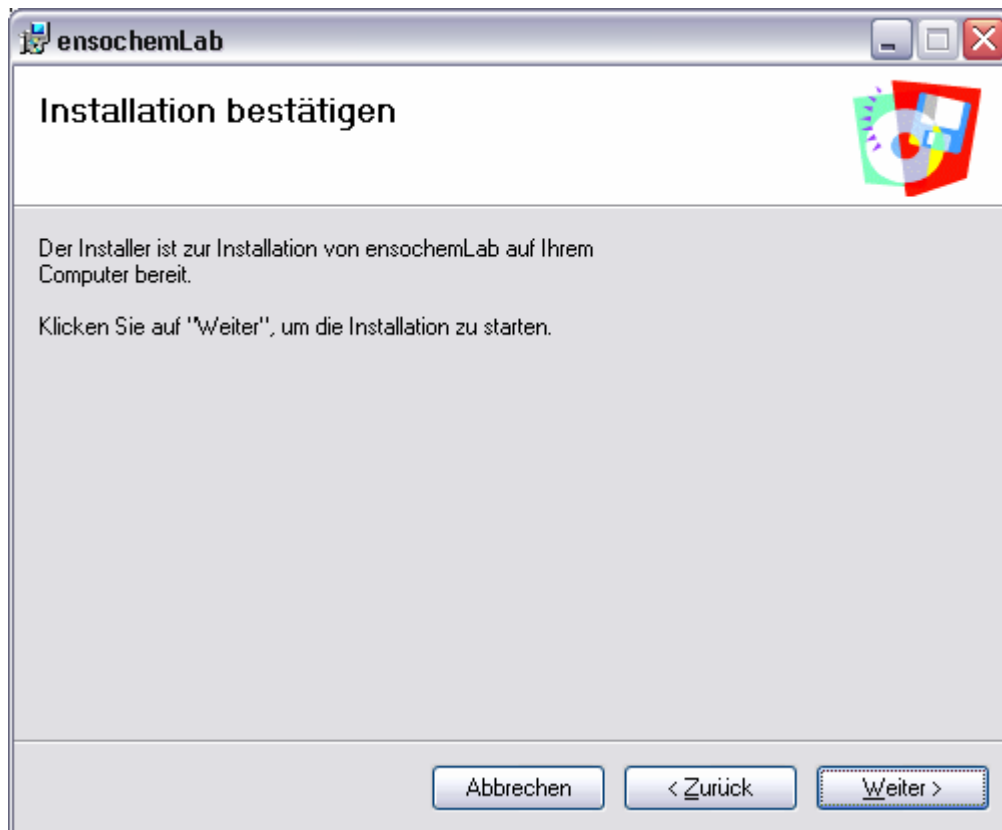 ensochemLab
Installation bestätigen
Der Installer ist zur Installation von ensochemLab auf Ihrem
Computer bereit.
Klicken Sie auf "Weiter", um die Installation zu starten.
Abbrechen
< Zurück
Weiter >